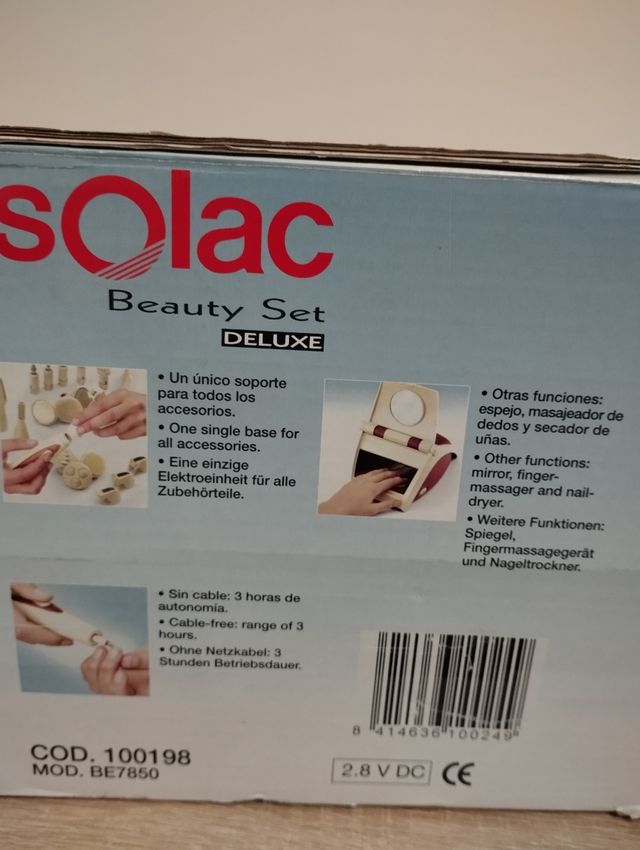 solac
Beauty Set
DELUXE
• Un único soporte
para todos los
accesorios.
• One single base for
all accessories.
• Eine einzige
Elektroeinheit für alle
Zubehörteile.
• Otras funciones:
espejo, masajeador de
dedos y secador de
uñas.
• Other functions:
mirror, finger-
massager and nail-
dryer.
• Weitere Funktionen:
Spiegel,
Fingermassagegerät
und Nageltrockner.
• Sin cable: 3 horas de
autonomía.
• Cable-free: range of 3
hours.
• Ohne Netzkabel: 3
Stunden Betriebsdauer.
8 414636 100249
COD. 100198
MOD. BE7850
2.8 V DC CE